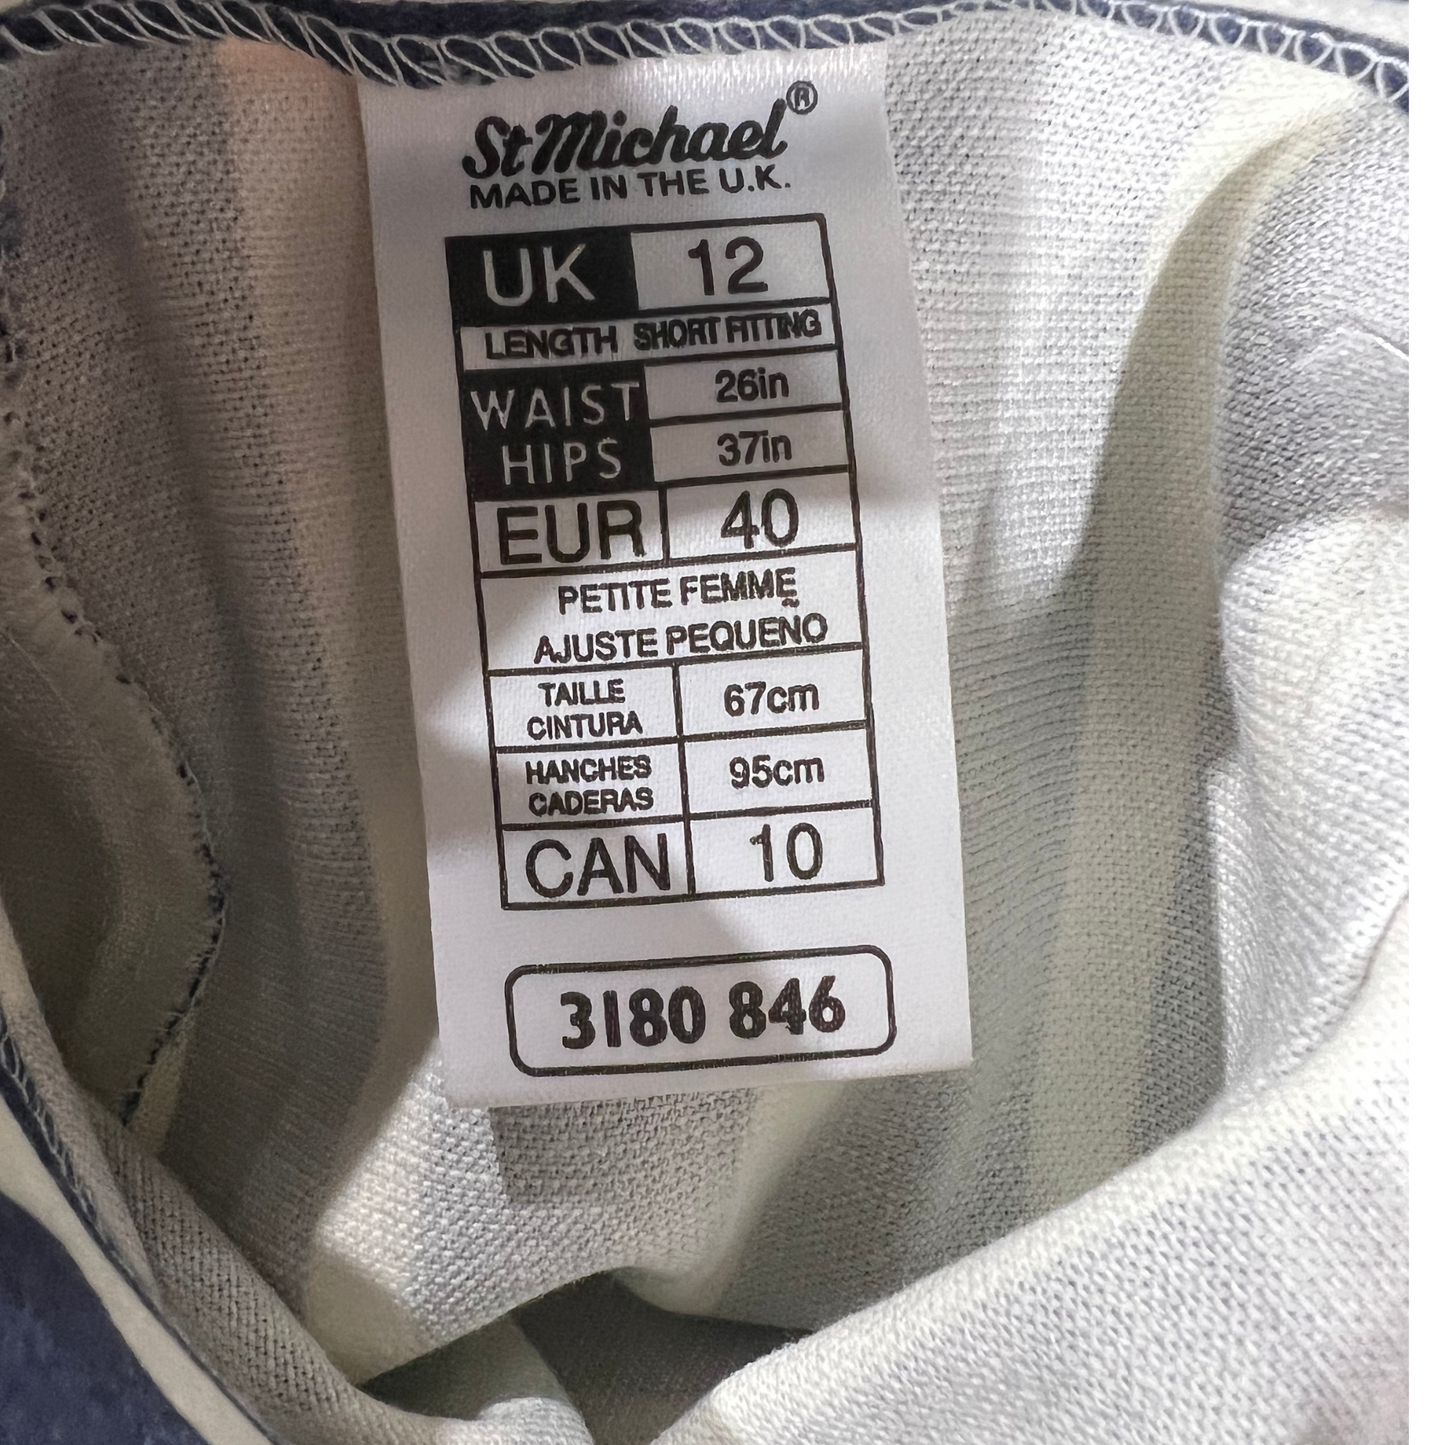 St Michael®
MADE IN THE U.K.
UK 12
LENGTH SHORT FITTING
WAIST 26in
HIPS 37in
EUR 40
PETITE FEMME
AJUSTE PEQUEÑO
TAILLE
CINTURA 67cm
HANCHES
CADERAS 95cm
CAN 10
3180 846